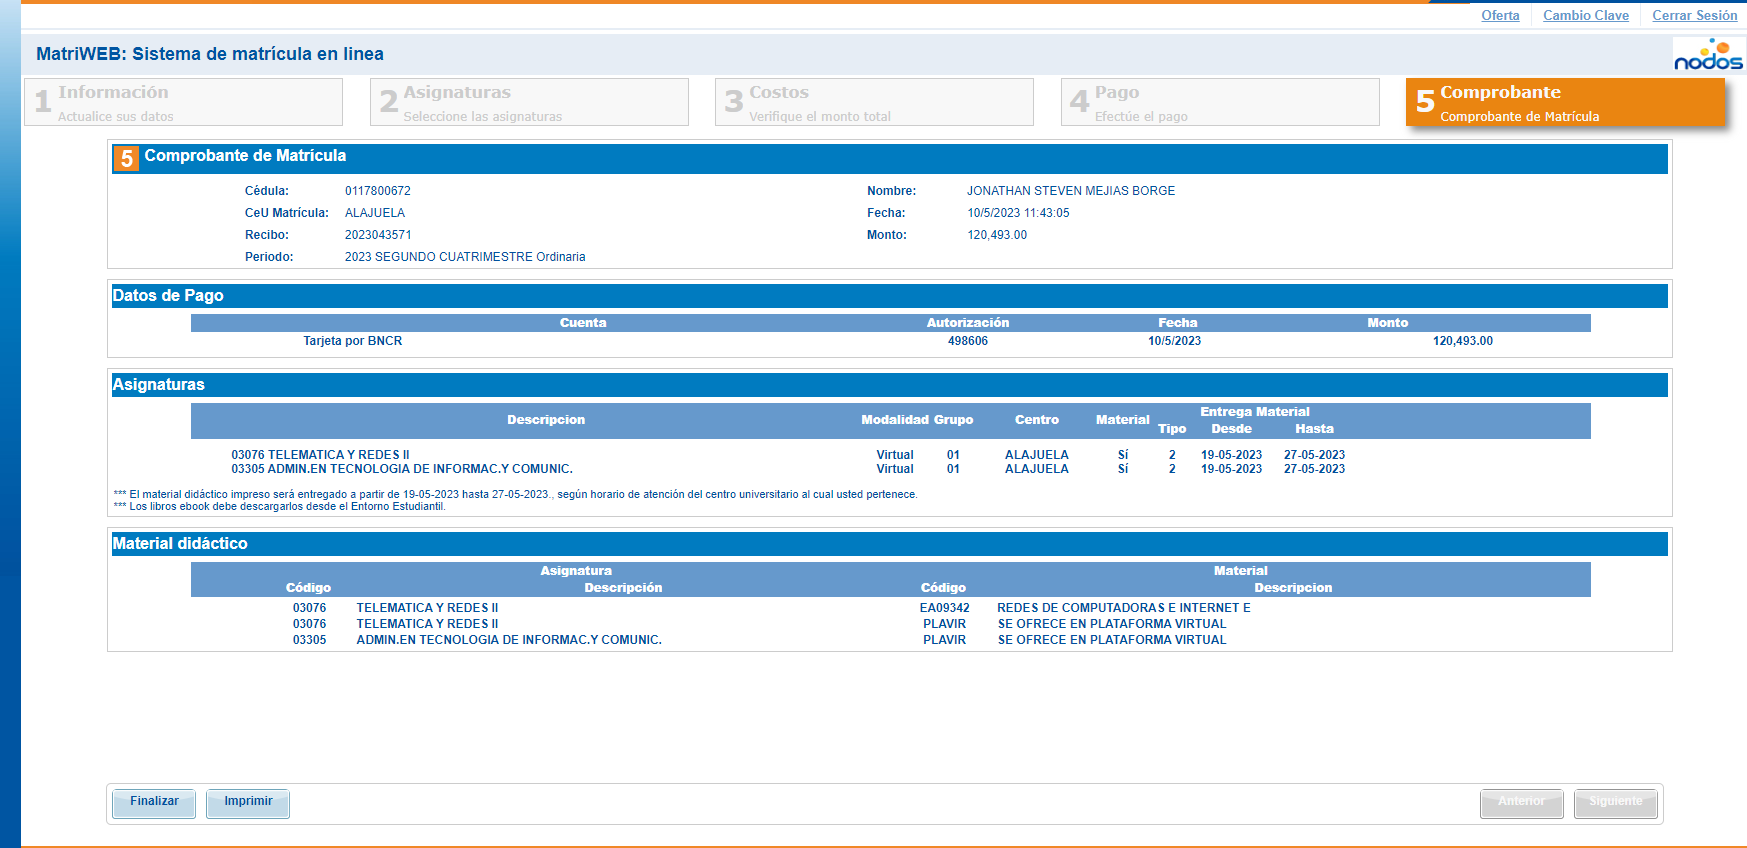 Oferta Cambio Clave Cerrar Sesión
MatriWEB: Sistema de matrícula en linea
nodos
1 Información
Actualice sus datos
2 Asignaturas
Seleccione las asignaturas
3 Costos
Verifique el monto total
4 Pago
Efectúe el pago
5 Comprobante
Comprobante de Matrícula
5 Comprobante de Matrícula
Cédula: 0117800672 Nombre: JONATHAN STEVEN MEJIAS BORGE
CeU Matrícula: ALAJUELA Fecha: 10/5/2023 11:43:05
Recibo: 2023043571 Monto: 120,493.00
Periodo: 2023 SEGUNDO CUATRIMESTRE Ordinaria
Datos de Pago
Cuenta Autorización Fecha Monto
Tarjeta por BNCR 498606 10/5/2023 120,493.00
Asignaturas
Descripcion Modalidad Grupo Centro Material Entrega Material
Tipo Desde Hasta
03076 TELEMATICA Y REDES II Virtual 01 ALAJUELA Sí 2 19-05-2023 27-05-2023
03305 ADMIN.EN TECNOLOGIA DE INFORMAC.Y COMUNIC. Virtual 01 ALAJUELA Sí 2 19-05-2023 27-05-2023
*** El material didáctico impreso será entregado a partir de 19-05-2023 hasta 27-05-2023., según horario de atención del centro universitario al cual usted pertenece.
*** Los libros ebook debe descargarlos desde el Entorno Estudiantil.
Material didáctico
Asignatura Material
Código Descripción Código Descripcion
03076 TELEMATICA Y REDES II EA09342 REDES DE COMPUTADORAS E INTERNET E
03076 TELEMATICA Y REDES II PLAVIR SE OFRECE EN PLATAFORMA VIRTUAL
03305 ADMIN.EN TECNOLOGIA DE INFORMAC.Y COMUNIC. PLAVIR SE OFRECE EN PLATAFORMA VIRTUAL
Finalizar Imprimir Anterior Siguiente